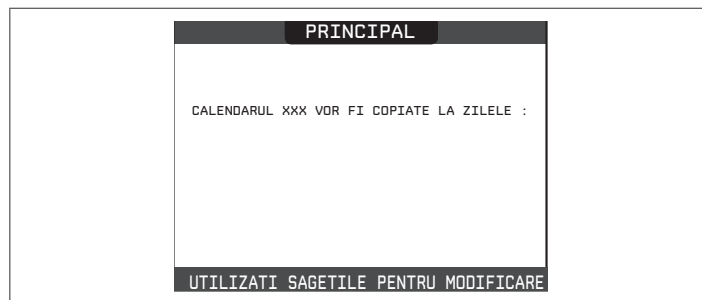 PRINCIPAL
CALENDARUL XXX VOR FI COPIATE LA ZILELE :
UTILIZATI SAGETILE PENTRU MODIFICARE